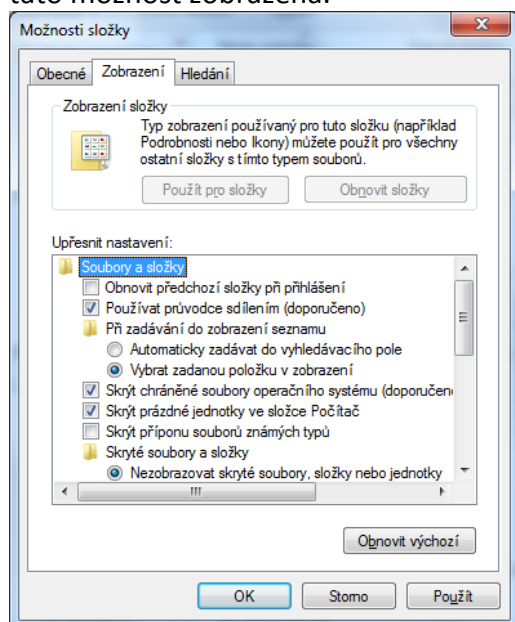 tuto možnost zobrazena.
Možnosti složky
Obecné Zobrazení Hledání
Zobrazení složky
Typ zobrazení používaný pro tuto složku (například
Podrobnosti nebo Ikony) můžete použít pro všechny
ostatní složky s tímto typem souborů.
Použít pro složky Obnovit složky
Upřesnit nastavení:
Soubory a složky
Obnovit předchozí složky při přihlášení
Používat průvodce sdílením (doporučeno)
Při zadávání do zobrazení seznamu
Automaticky zadávat do vyhledávacího pole
Vybrat zadanou položku v zobrazení
Skrýt chráněné soubory operačního systému (doporučen
Skrýt prázdné jednotky ve složce Počítač
Skrýt příponu souborů známých typů
Skryté soubory a složky
Nezobrazovat skryté soubory, složky nebo jednotky
Obnovit výchozí
OK Storno Použít